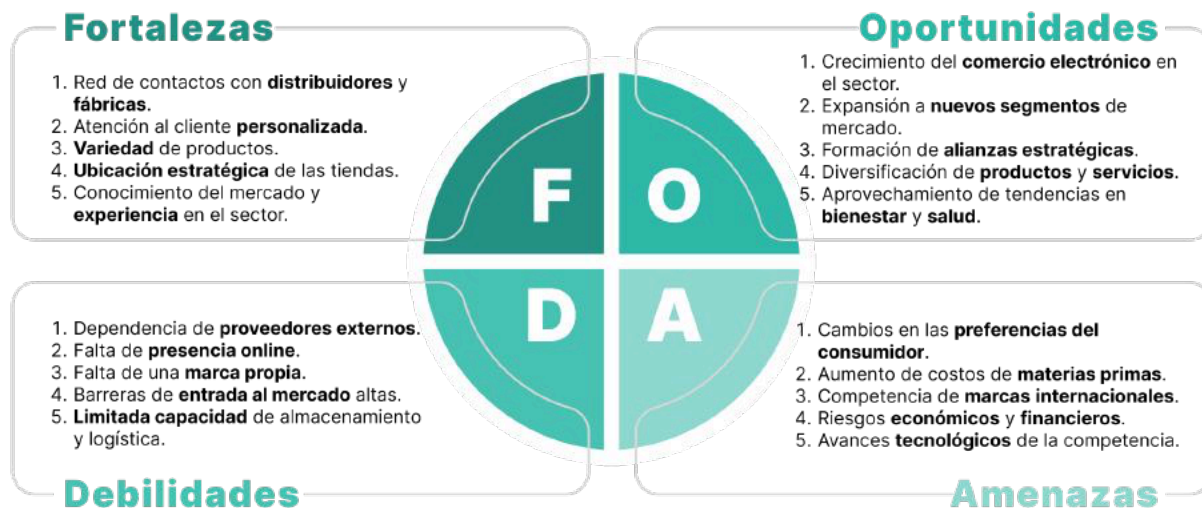 Fortalezas
1. Red de contactos con distribuidores y
fábricas.
2. Atención al cliente personalizada.
3. Variedad de productos.
4. Ubicación estratégica de las tiendas.
5. Conocimiento del mercado y
experiencia en el sector.
Oportunidades
1. Crecimiento del comercio electrónico en
el sector.
2. Expansión a nuevos segmentos de
mercado.
3. Formación de alianzas estratégicas.
4. Diversificación de productos y servicios.
5. Aprovechamiento de tendencias en
bienestar y salud.
F O
D A
1. Dependencia de proveedores externos.
2. Falta de presencia online.
3. Falta de una marca propia.
4. Barreras de entrada al mercado altas.
5. Limitada capacidad de almacenamiento
y logística.
Debilidades
1. Cambios en las preferencias del
consumidor.
2. Aumento de costos de materias primas.
3. Competencia de marcas internacionales.
4. Riesgos económicos y financieros.
5. Avances tecnológicos de la competencia.
Amenazas